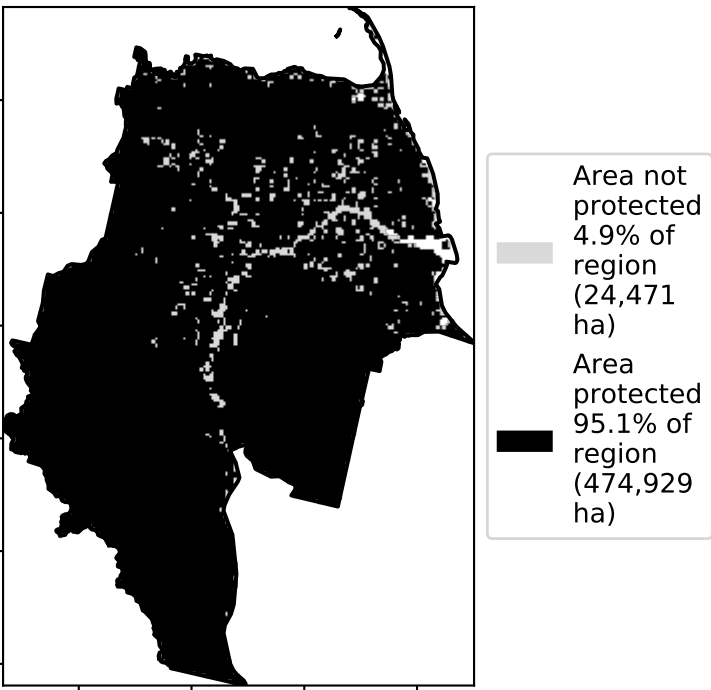 Area not
protected
4.9% of
region
(24,471
ha)
Area
protected
95.1% of
region
(474,929
ha)